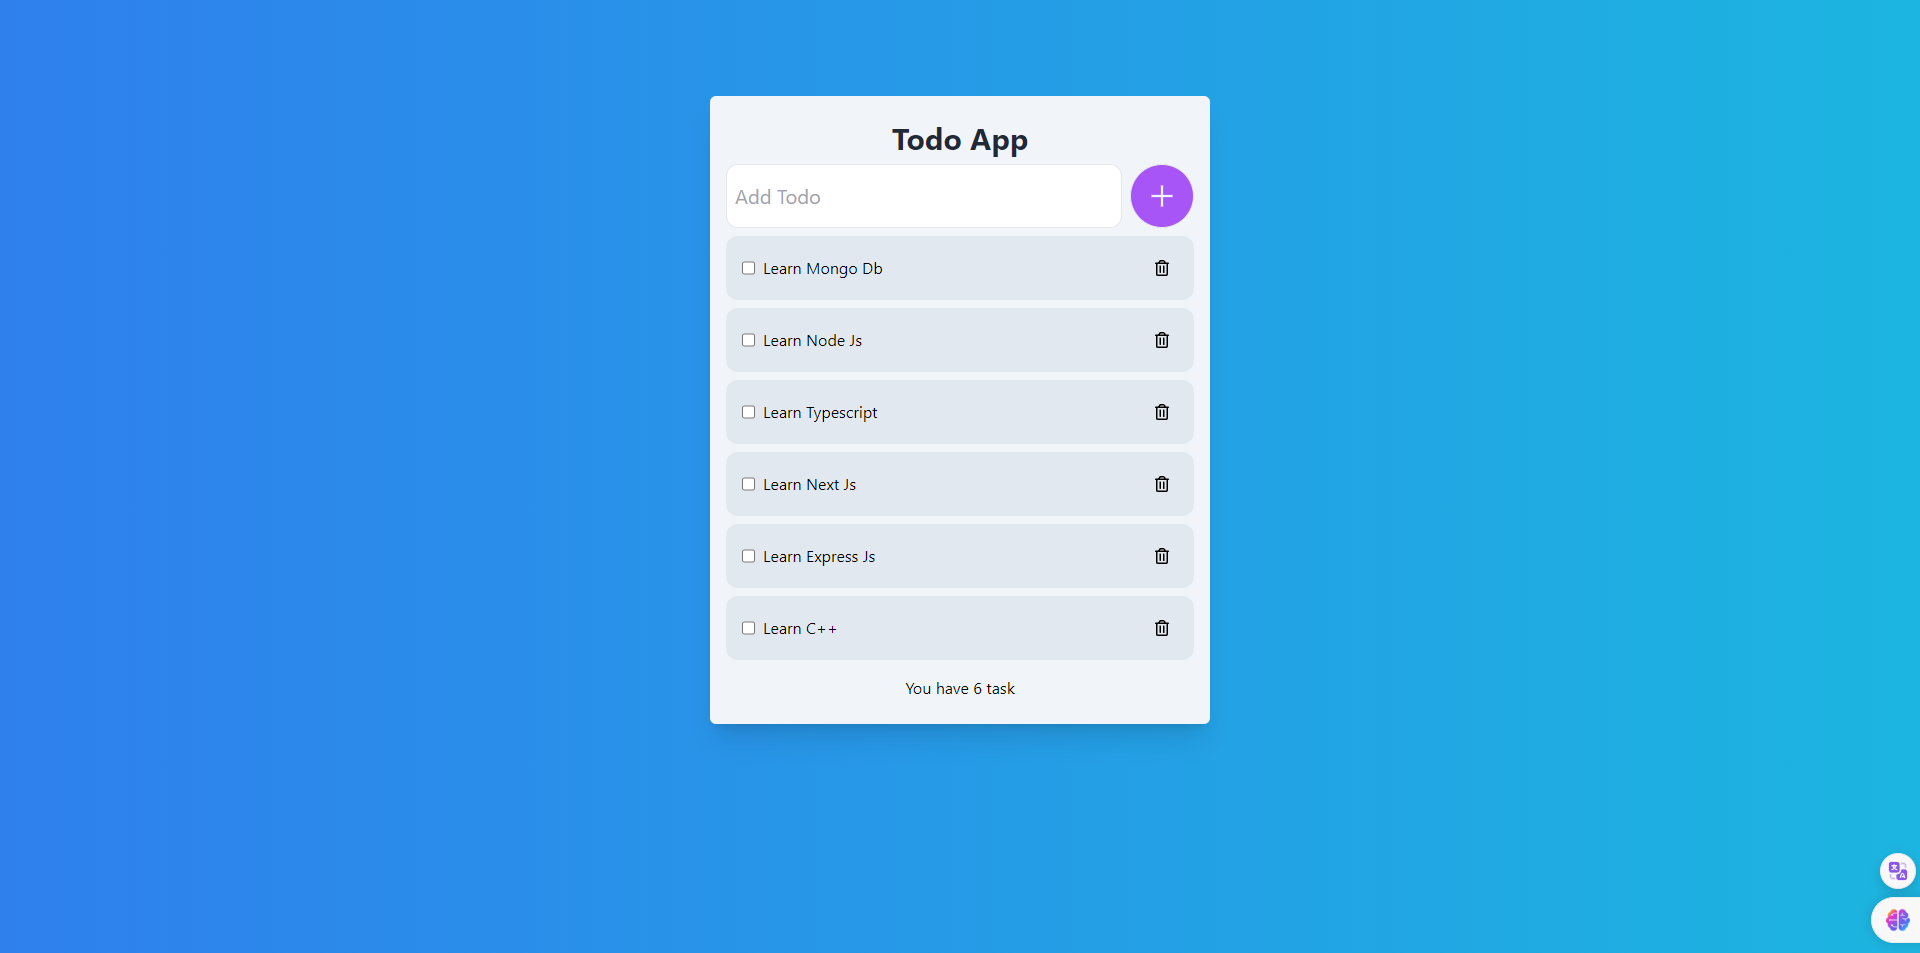 Todo App
Add Todo
Learn Mongo Db
Learn Node Js
Learn Typescript
Learn Next Js
Learn Express Js
Learn C++
You have 6 task